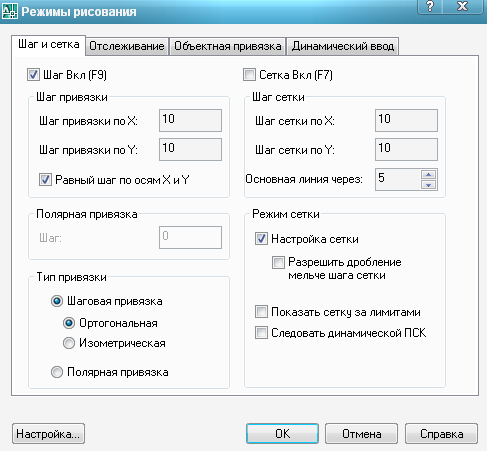 Режимы рисования
Шаг и сетка
Отслеживание
Объектная привязка
Динамический ввод
Шаг Вкл (F9)
Шаг привязки
Шаг привязки по X: 10
Шаг привязки по Y: 10
Равный шаг по осям X и Y
Полярная привязка
Шаг: 0
Тип привязки
Шаговая привязка
Ортогональная
Изометрическая
Полярная привязка
Сетка Вкл (F7)
Шаг сетки
Шаг сетки по X: 10
Шаг сетки по Y: 10
Основная линия через: 5
Режим сетки
Настройка сетки
Разрешить дробление
мельче шага сетки
Показать сетку за лимитами
Следовать динамической ПСК
Настройка...
OK
Отмена
Справка